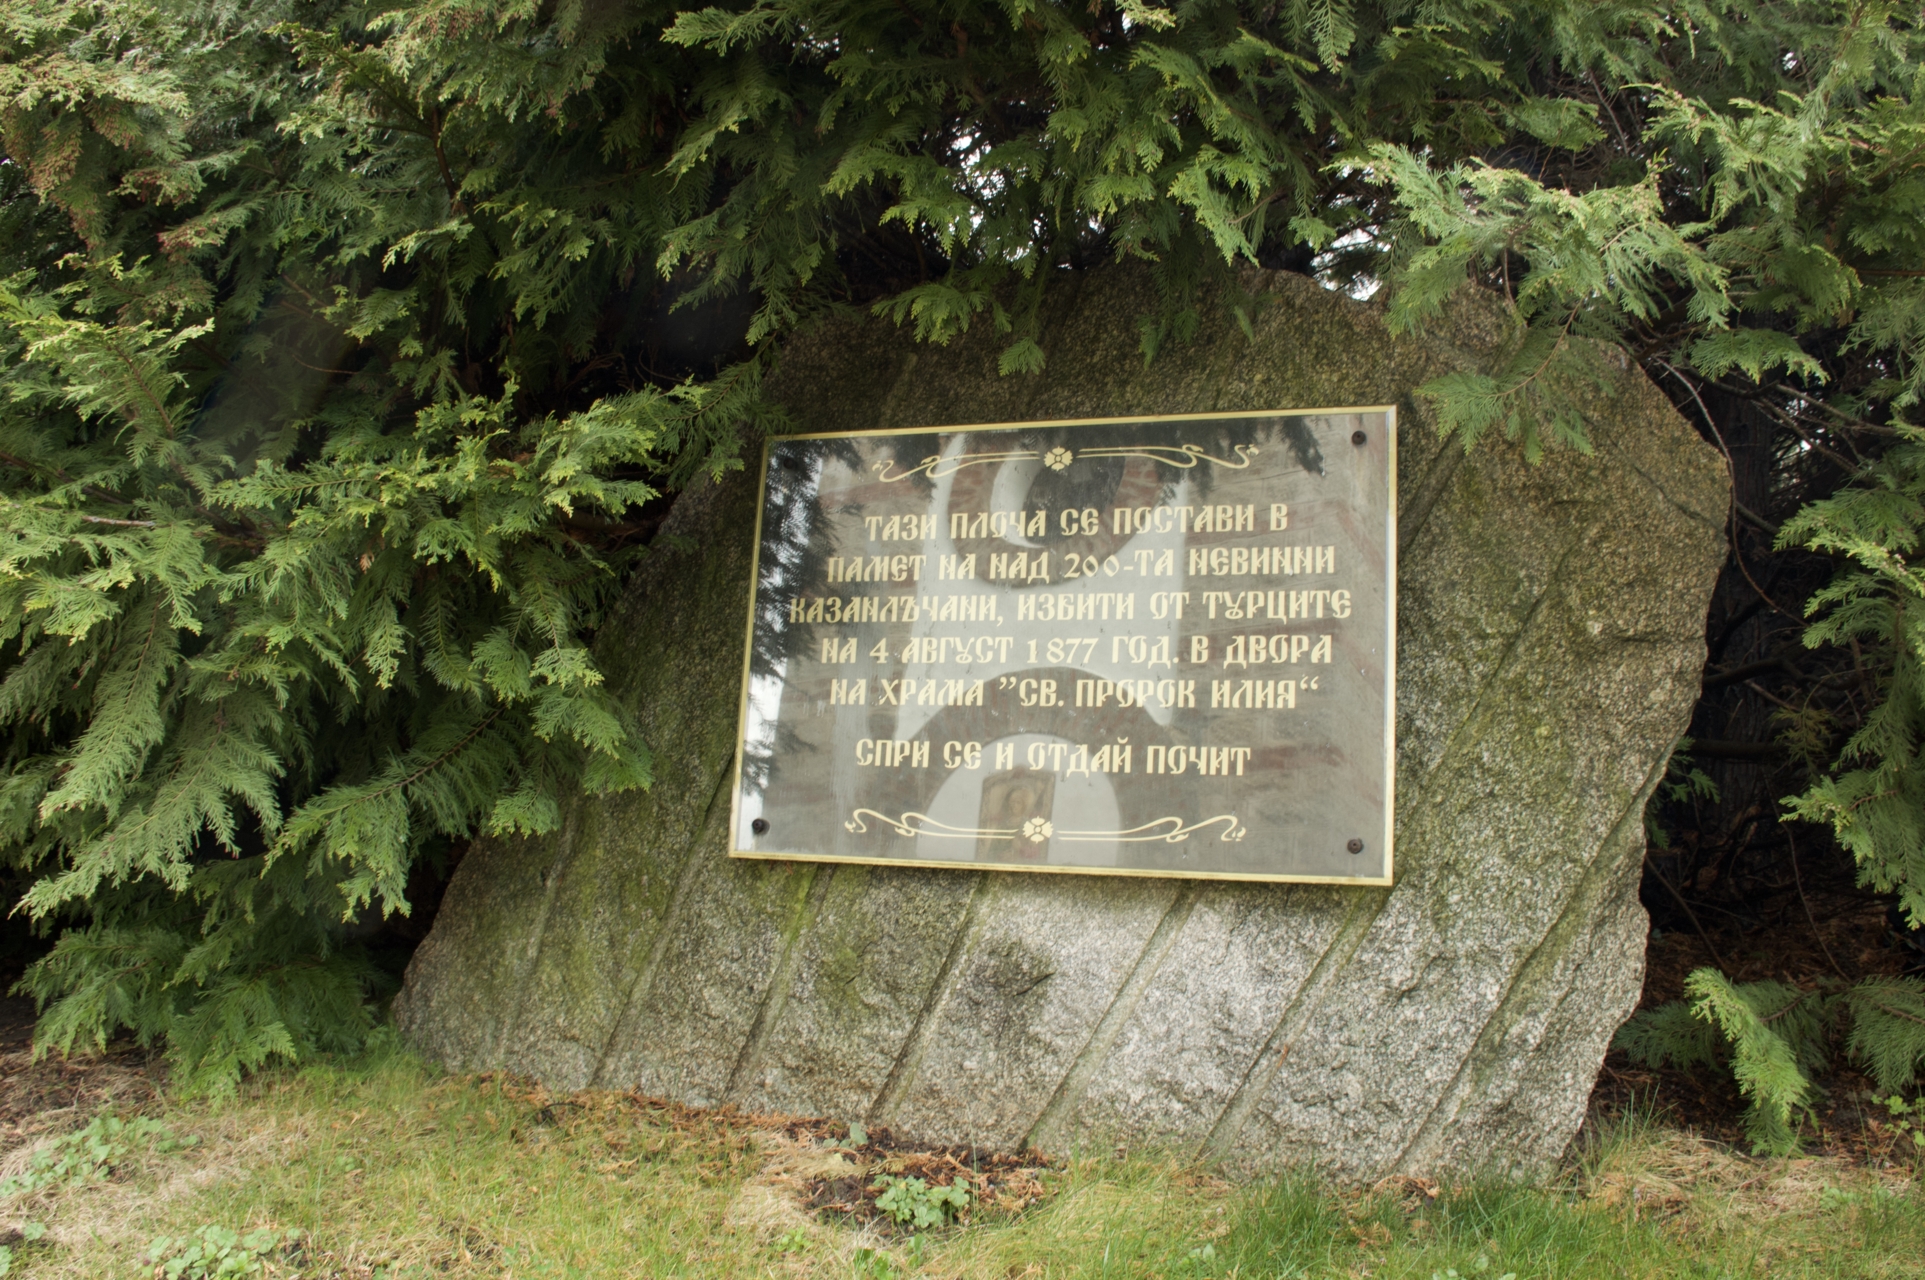 ТАЗИ ПЛОЧА СЕ ПОСТАВИ В
ПАМЕТ НА НАД 200-ТА НЕВИННИ
КАЗАНЛЪЧАНИ, ИЗБИТИ ОТ ТУРЦИТЕ
НА 4 АВГУСТ 1877 ГОД. В ДВОРА
НА ХРАМА ”СВ. ПРОРОК ИЛИЯ“
СПРИ СЕ И ОТДАЙ ПОЧИТ